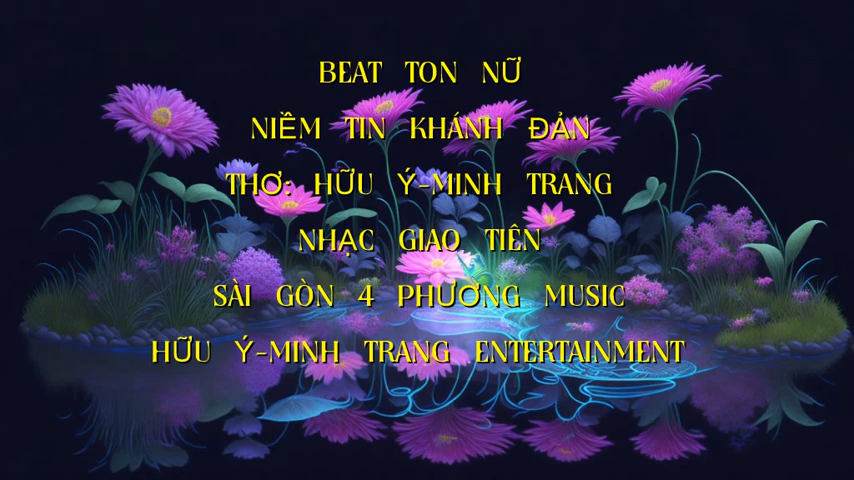 BEAT TON NỮ
NIỀM TIN KHÁNH ĐẢN
THƠ: HỮU Ý-MINH TRANG
NHẠC GIAO TIÊN
SÀI GÒN 4 PHƯƠNG MUSIC
HỮU Ý-MINH TRANG ENTERTAINMENT